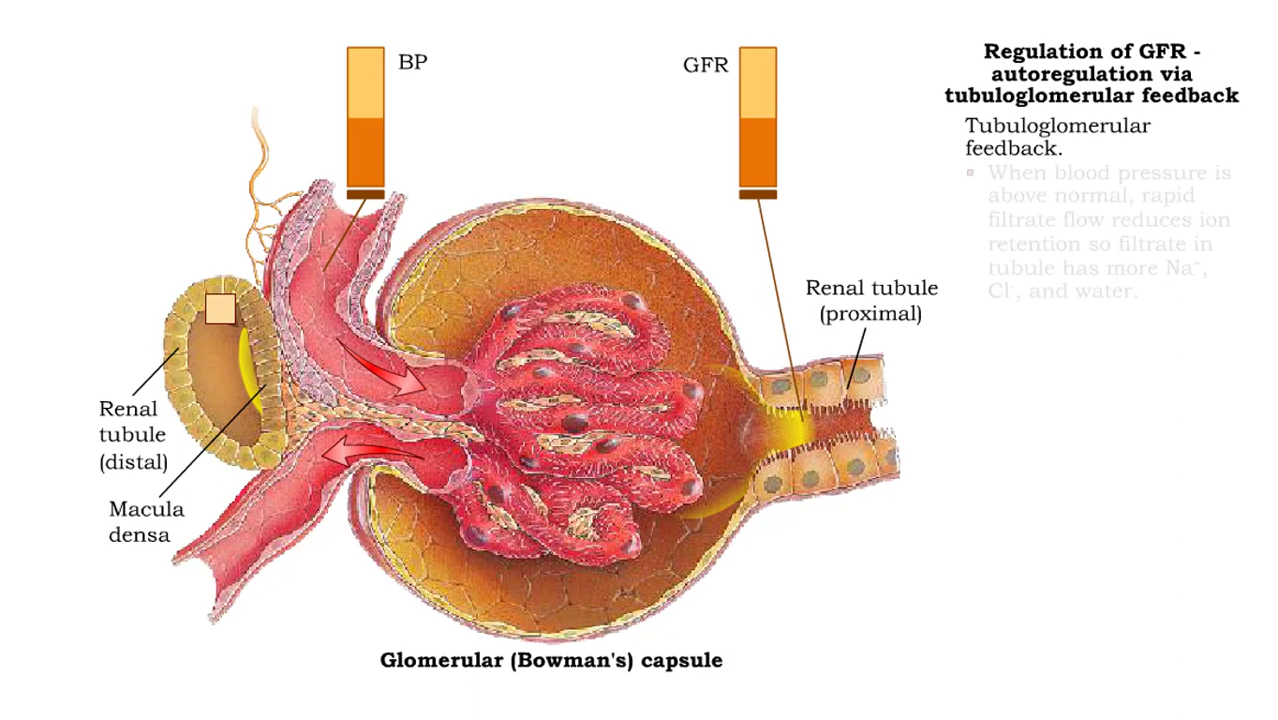 BP
GFR
Regulation of GFR -
autoregulation via
tubuloglomerular feedback
Tubuloglomerular
feedback.
When blood pressure is
above normal, rapid
filtrate flow reduces ion
retention so filtrate in
tubule has more Na⁺,
Cl⁻, and water.
Renal tubule
(proximal)
Renal
tubule
(distal)
Macula
densa
Glomerular (Bowman's) capsule